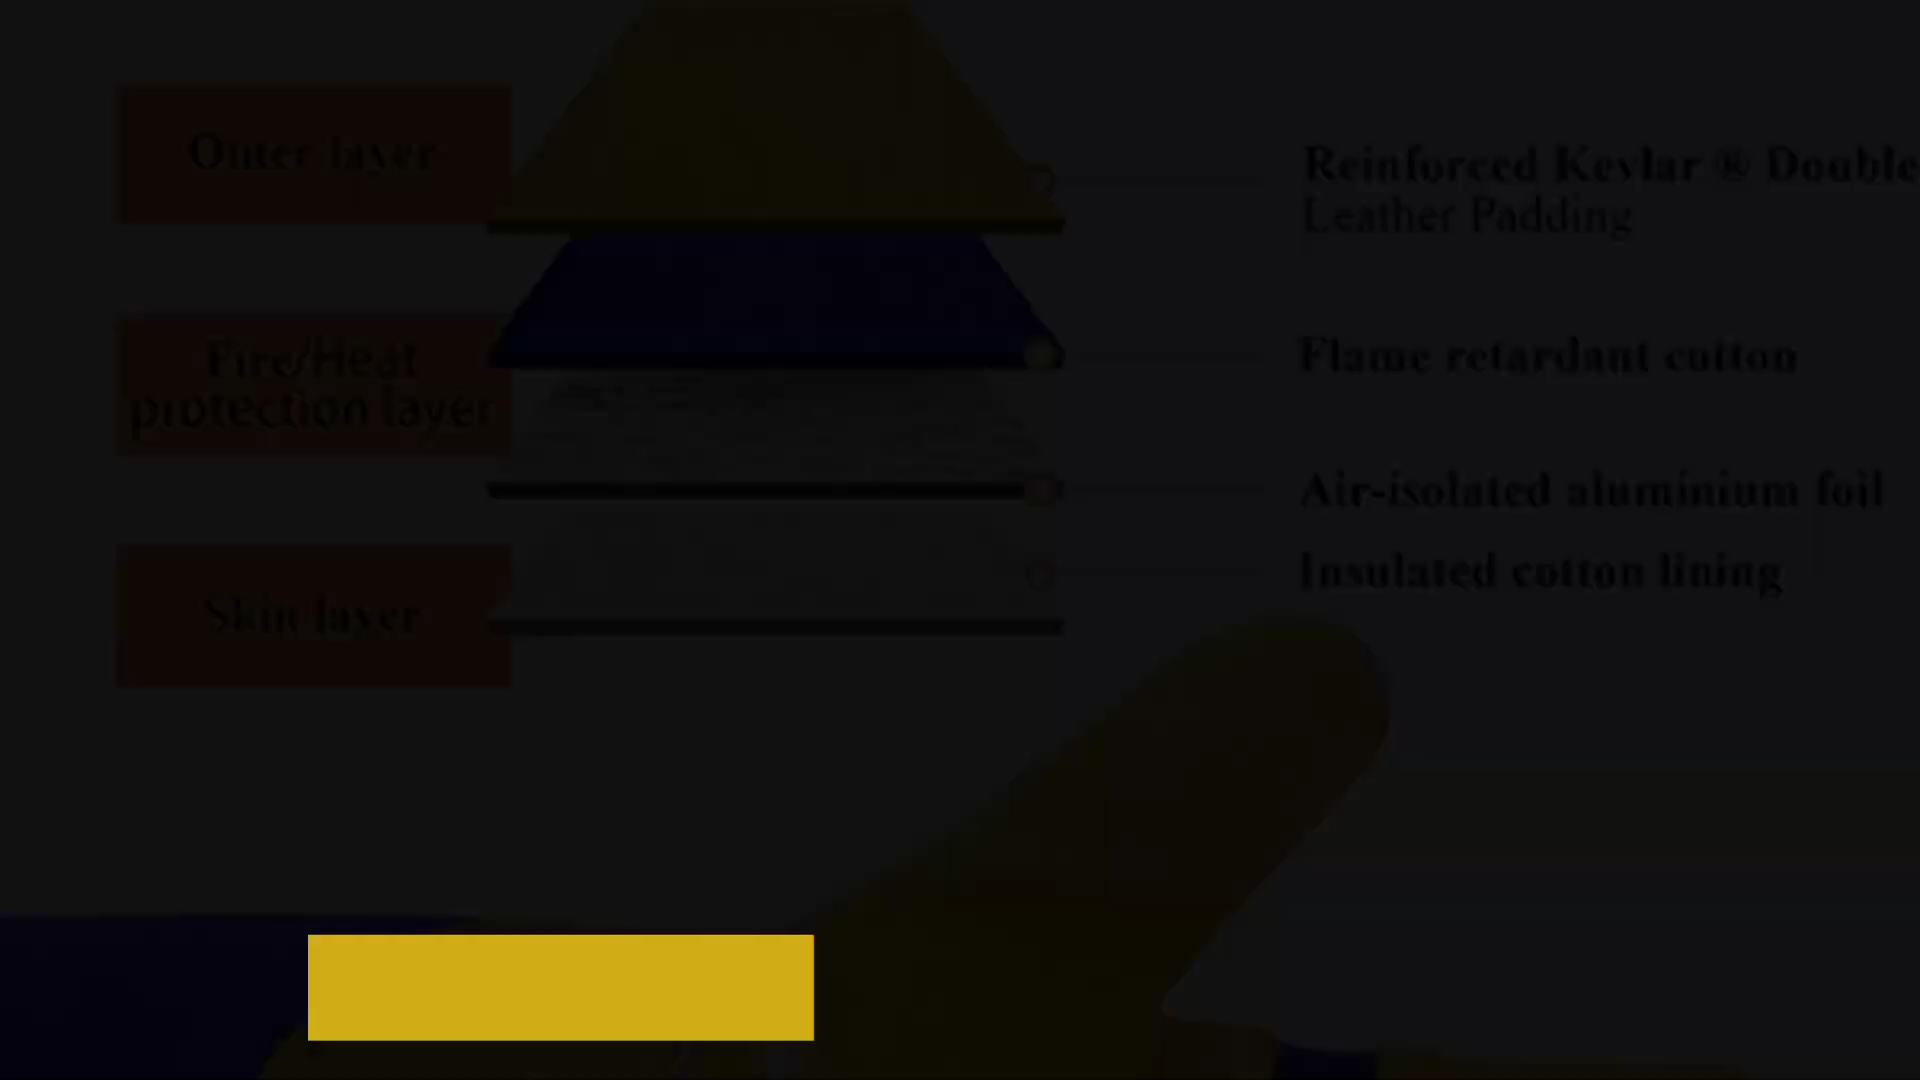 Outer layer
Reinforced Kevlar ® Double
Leather Padding
Fire/Heat
protection layer
Flame retardant cotton
Air-isolated aluminium foil
Insulated cotton lining
Skin layer